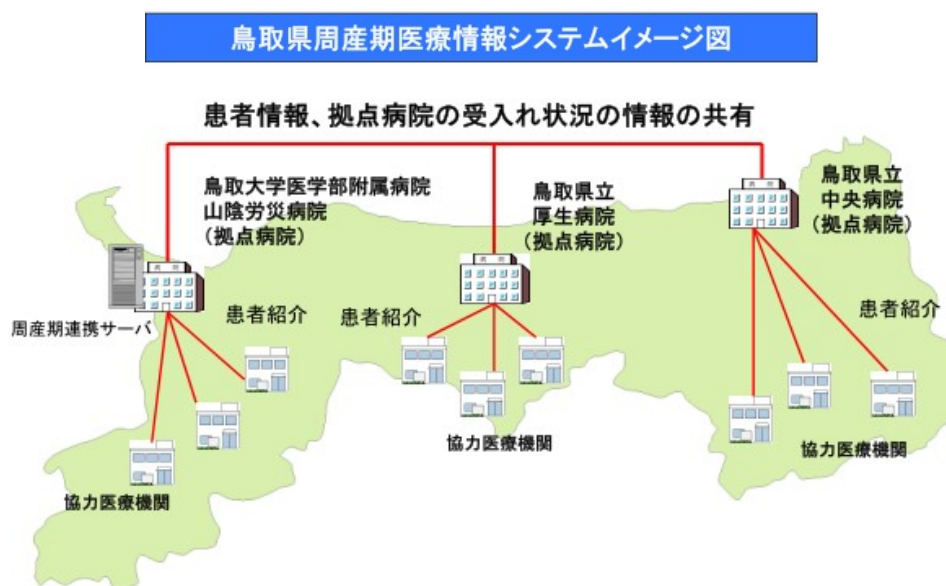 鳥取県周産期医療情報システムイメージ図
患者情報、拠点病院の受入れ状況の情報の共有
鳥取大学医学部附属病院
山陰労災病院
（拠点病院）
鳥取県立
厚生病院
（拠点病院）
鳥取県立
中央病院
（拠点病院）
病 院
病 院
病 院
周産期連携サーバ
患者紹介
患者紹介
患者紹介
協力医療機関
協力医療機関
協力医療機関